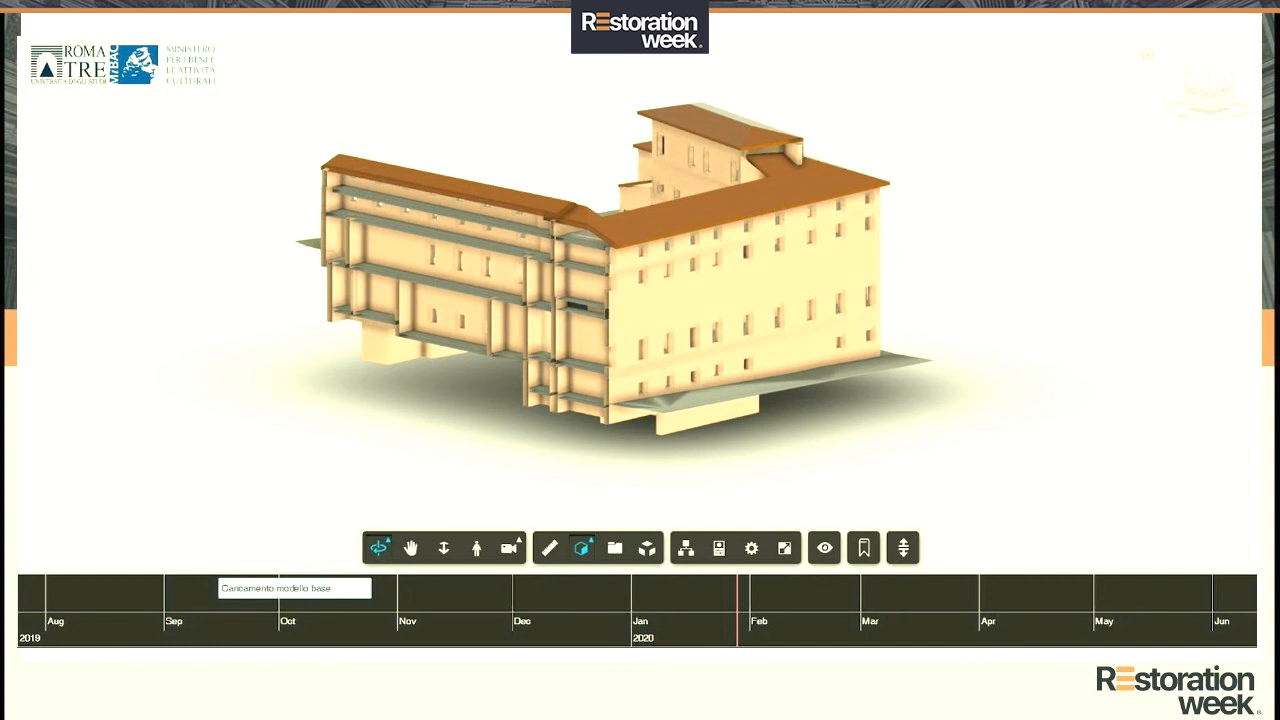 REstoration
week.
ROMA
TRE
UNIVERSITÀ DEGLI STUDI
MiBAC
MINISTERO
PER I BENI E
LE ATTIVITÀ
CULTURALI
Caricamento modello base
Aug
Sep
Oct
Nov
Dec
Jan
Feb
Mar
Apr
May
Jun
2019
2020
REstoration
week.